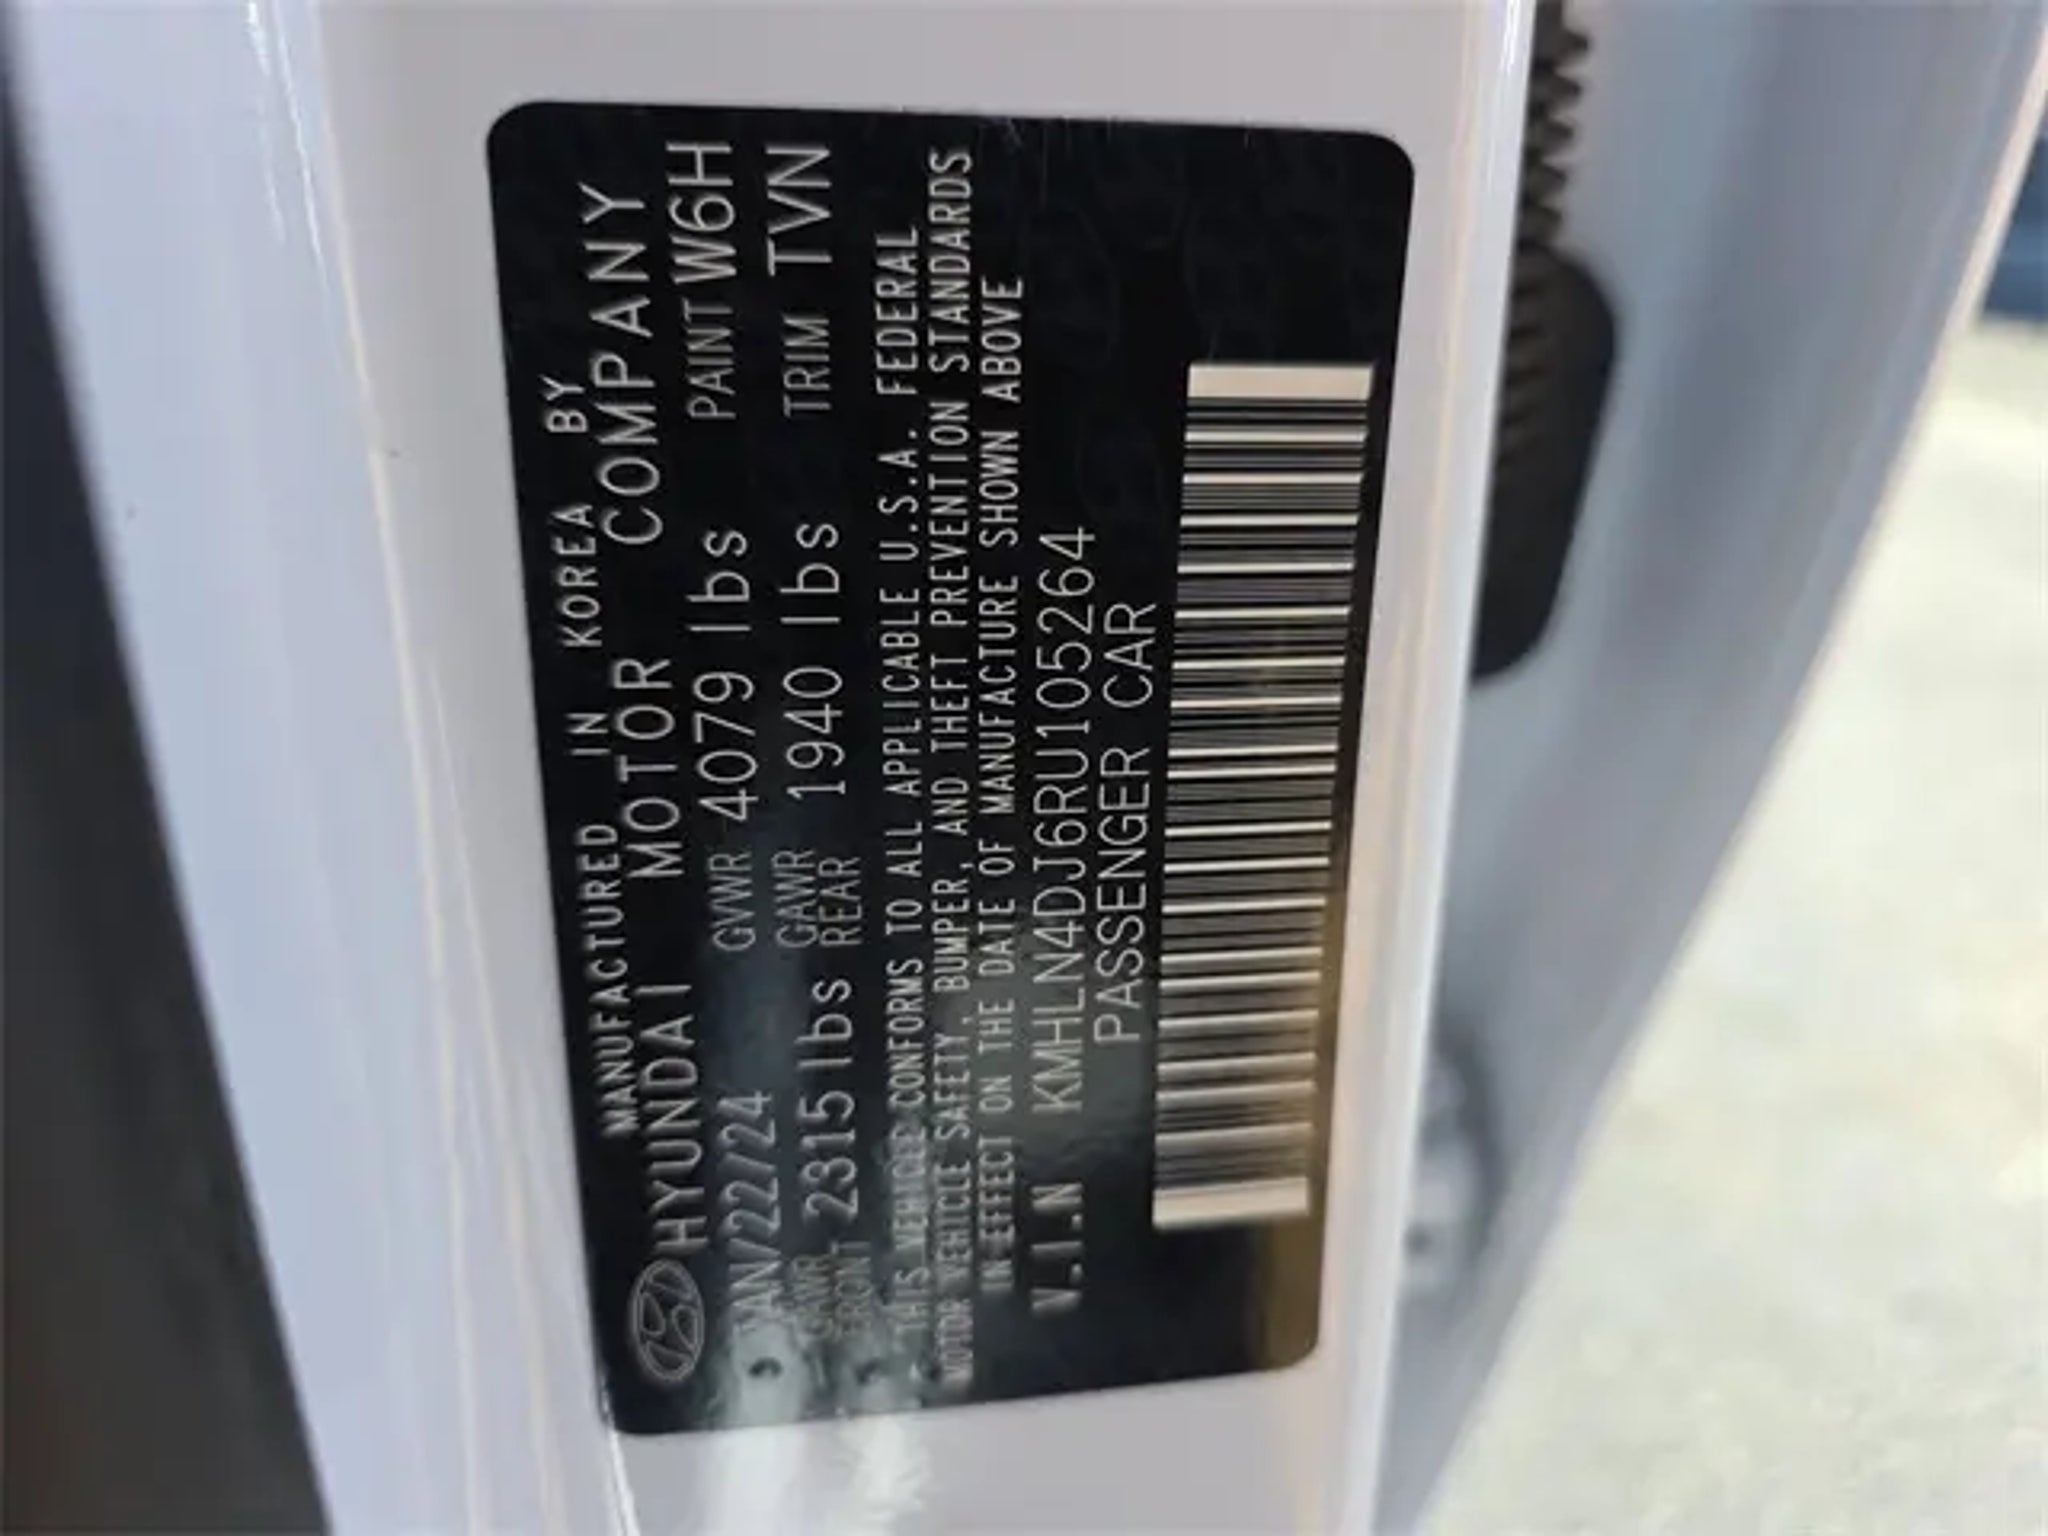 MANUFACTURED IN KOREA BY
HYUNDAI MOTOR COMPANY
JAN/22/24 GVWR 4079 lbs PAINT W6H
GAWR FRONT 2315 lbs GAWR REAR 1940 lbs TRIM TVN
THIS VEHICLE CONFORMS TO ALL APPLICABLE U.S.A. FEDERAL
MOTOR VEHICLE SAFETY, BUMPER, AND THEFT PREVENTION STANDARDS
IN EFFECT ON THE DATE OF MANUFACTURE SHOWN ABOVE
V.I.N KMHLN4DJ6RU105264
PASSENGER CAR